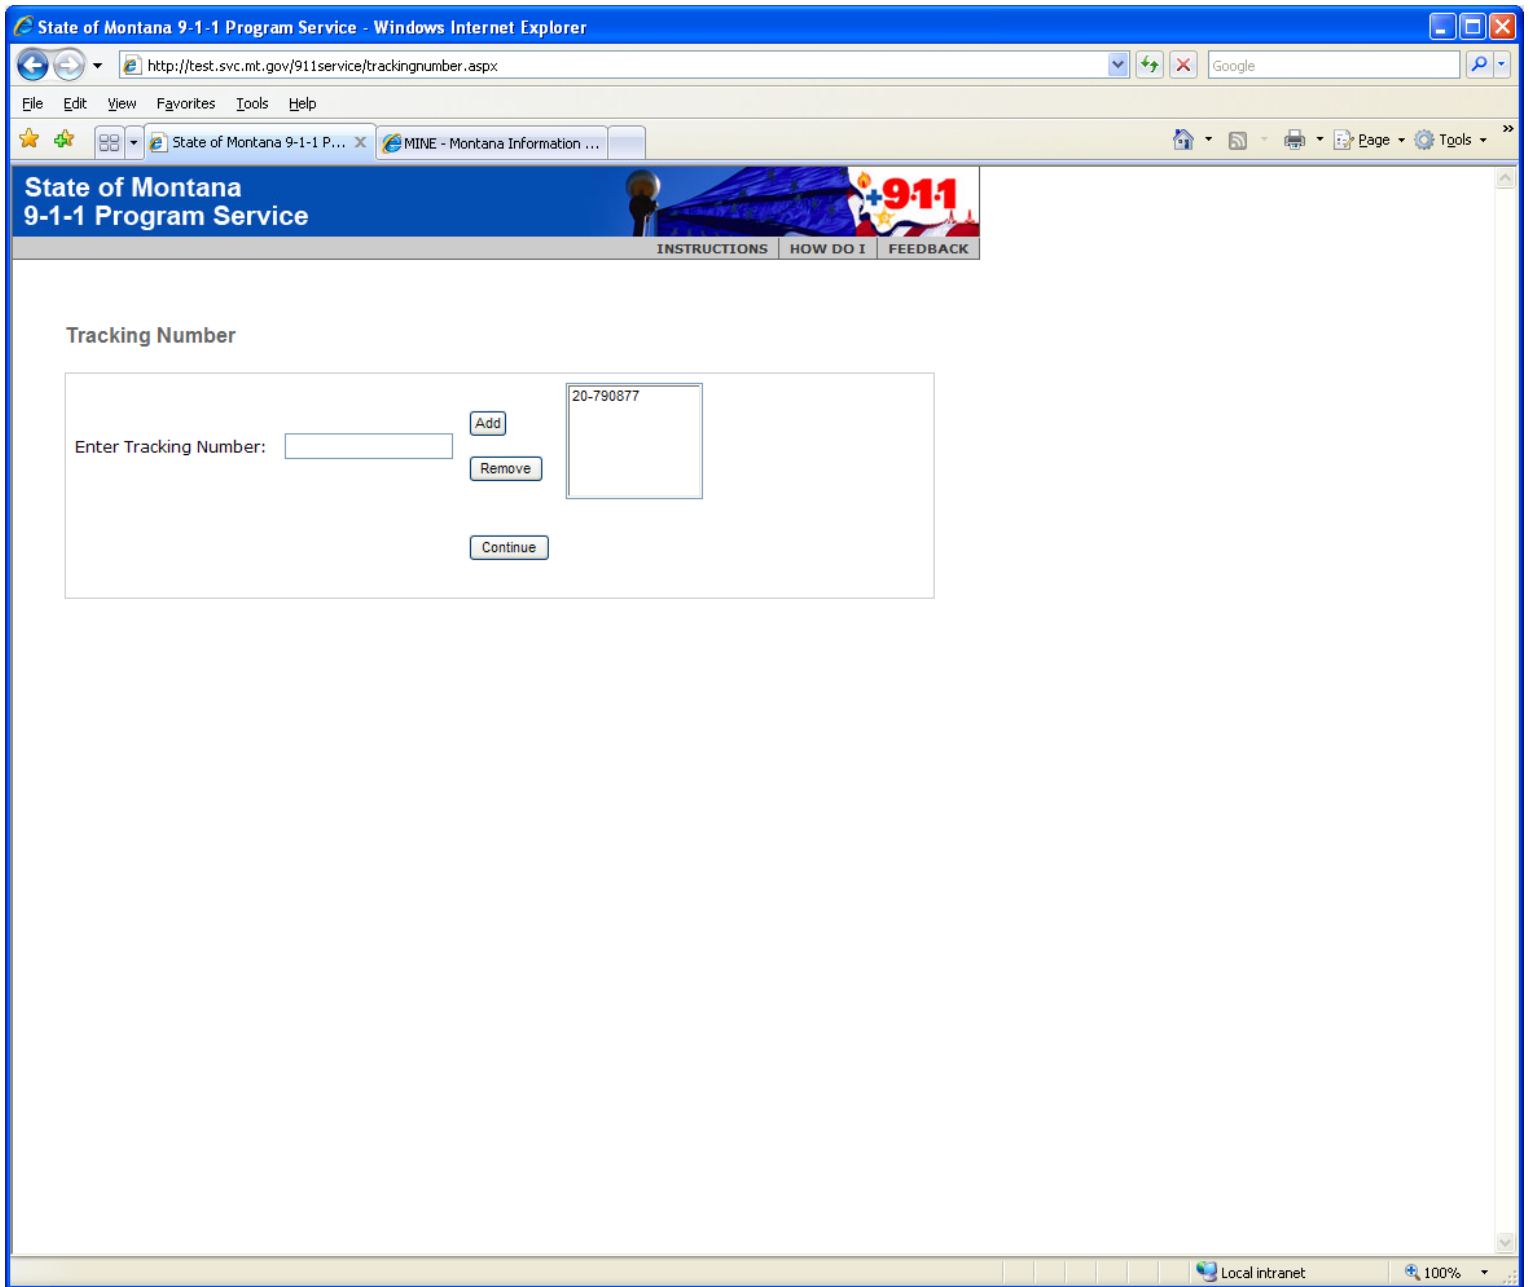 State of Montana 9-1-1 Program Service - Windows Internet Explorer
http://test.svc.mt.gov/911service/trackingnumber.aspx
Google
File Edit View Favorites Tools Help
State of Montana 9-1-1 P... MINE - Montana Information ...
Page Tools
State of Montana
9-1-1 Program Service
9-1-1
INSTRUCTIONS HOW DO I FEEDBACK
Tracking Number
20-790877
Add
Enter Tracking Number:
Remove
Continue
Local intranet 100%